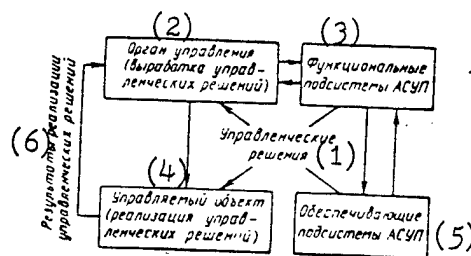 (2)
Орган управления
(выработка управ-
ленческих решений)
(3)
Функциональные
подсистемы АСУП
(6)
Результаты реализации
управленческих решений
Управленческие
решения
(1)
(4)
Управляемый объект
(реализация управ-
ленческих решений)
Обеспечивающие
подсистемы АСУП
(5)